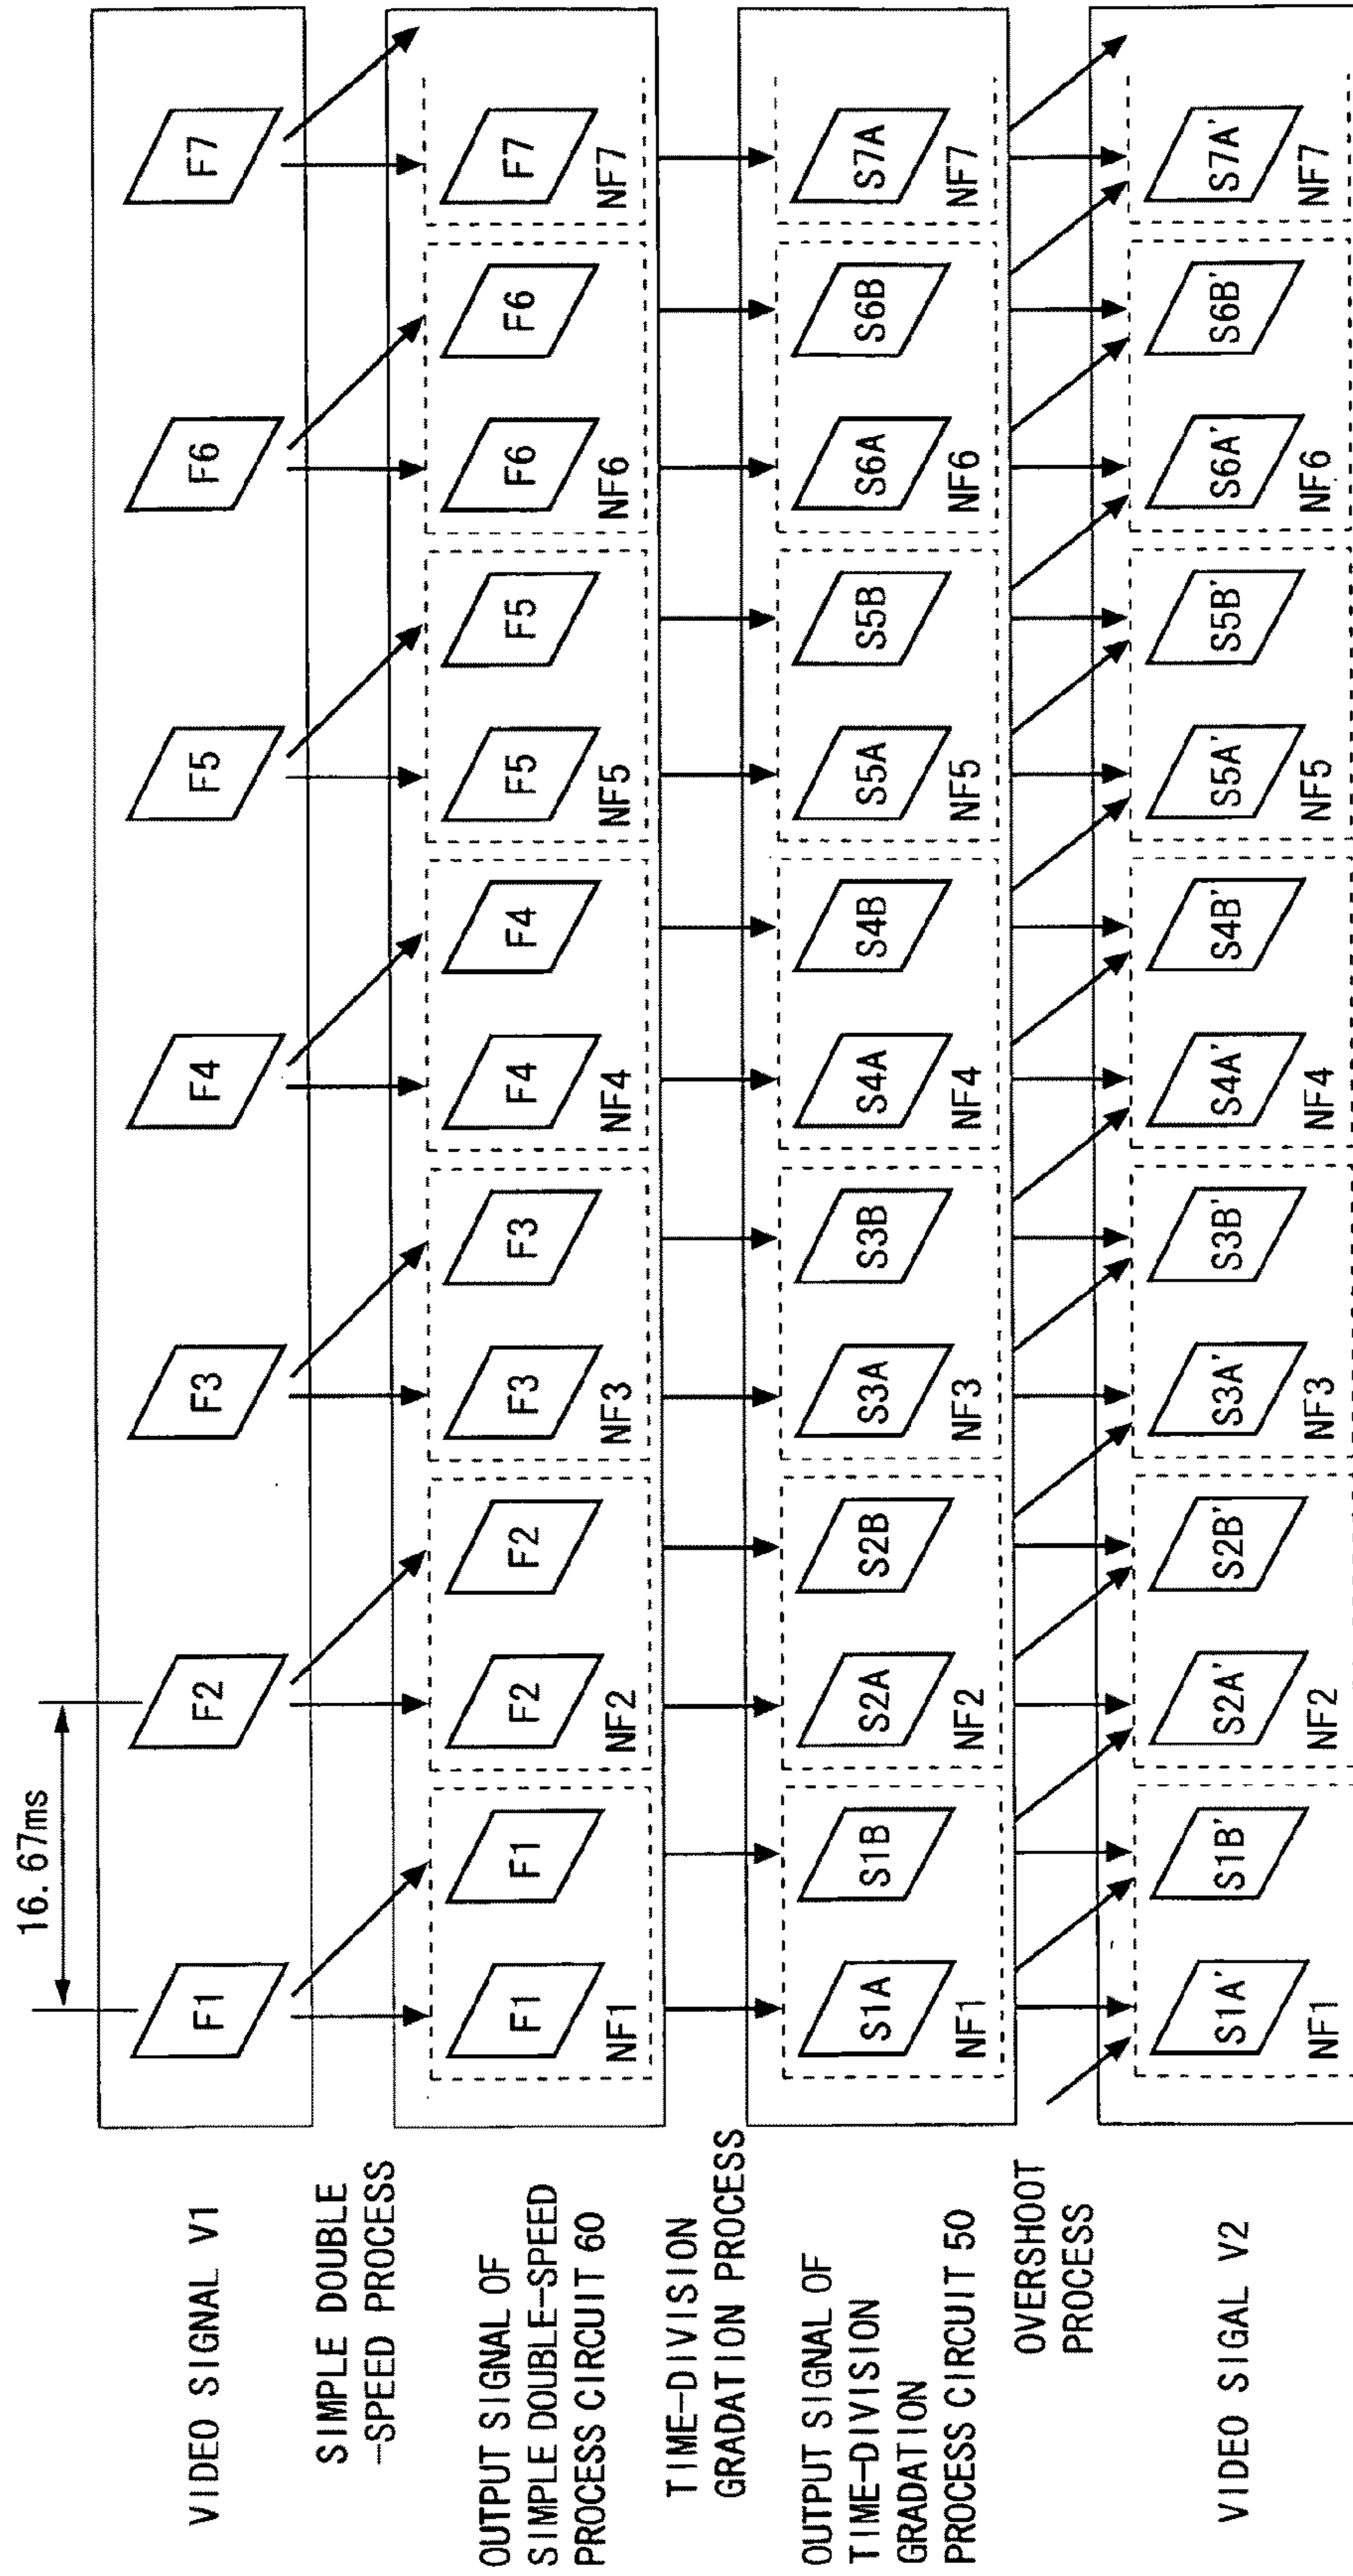 16.67ms
VIDEO SIGNAL V1
F1
F2
F3
F4
F5
F6
F7
SIMPLE DOUBLE
-SPEED PROCESS
OUTPUT SIGNAL OF
SIMPLE DOUBLE-SPEED
PROCESS CIRCUIT 60
F1
F1
F2
F2
F3
F3
F4
F4
F5
F5
F6
F6
F7
NF1
NF2
NF3
NF4
NF5
NF6
NF7
TIME-DIVISION
GRADATION PROCESS
OUTPUT SIGNAL OF
TIME-DIVISION
GRADATION
PROCESS CIRCUIT 50
S1A
S1B
S2A
S2B
S3A
S3B
S4A
S4B
S5A
S5B
S6A
S6B
S7A
NF1
NF2
NF3
NF4
NF5
NF6
NF7
OVERSHOOT
PROCESS
VIDEO SIGAL V2
S1A'
S1B'
S2A'
S2B'
S3A'
S3B'
S4A'
S4B'
S5A'
S5B'
S6A'
S6B'
S7A'
NF1
NF2
NF3
NF4
NF5
NF6
NF7